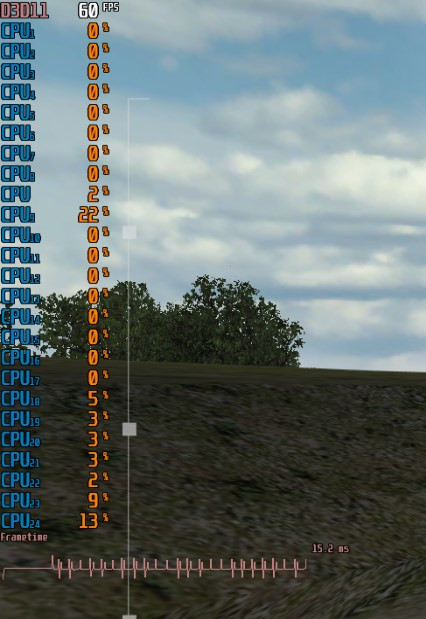 D3D11 60 FPS
CPU1 0 %
CPU2 0 %
CPU3 0 %
CPU4 0 %
CPU5 0 %
CPU6 0 %
CPU7 0 %
CPU8 0 %
CPU 2 %
CPU9 22 %
CPU10 0 %
CPU11 0 %
CPU12 0 %
CPU13 0 %
CPU14 0 %
CPU15 0 %
CPU16 0 %
CPU17 0 %
CPU18 5 %
CPU19 3 %
CPU20 3 %
CPU21 3 %
CPU22 2 %
CPU23 9 %
CPU24 13 %
Frametime
15.2 ms